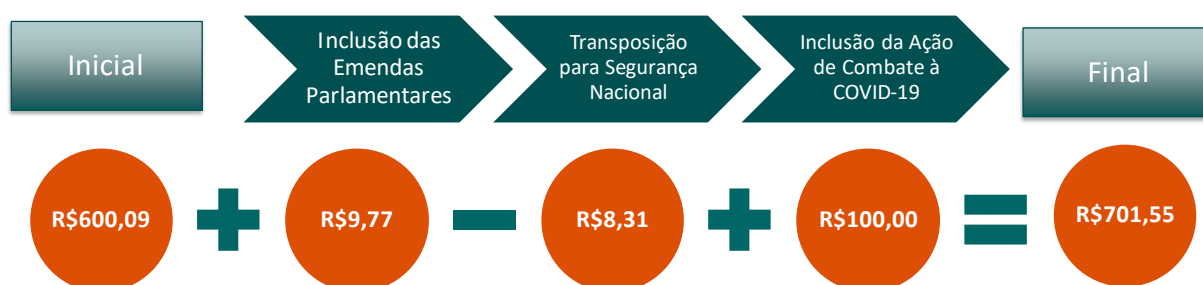 Inicial
Inclusão das
Emendas
Parlamentares
Transposição
para Segurança
Nacional
Inclusão da Ação
de Combate à
COVID-19
Final
R$600,09
R$9,77
R$8,31
R$100,00
R$701,55